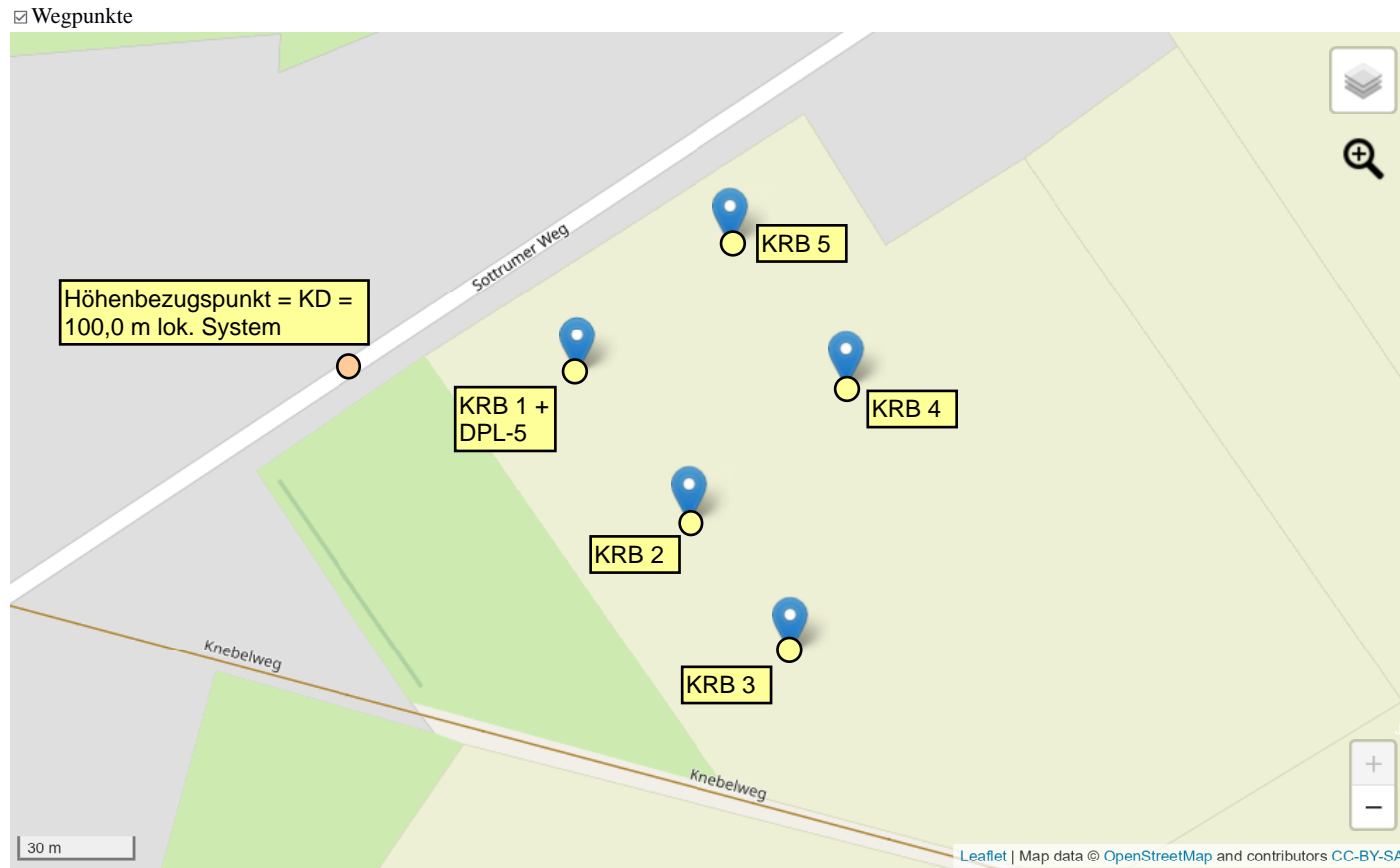 Wegpunkte
Sottrumer Weg
KRB 5
Höhenbezugspunkt = KD =
100,0 m lok. System
KRB 1 +
DPL-5
KRB 4
KRB 2
Knebelweg
KRB 3
Knebelweg
+
−
30 m
Leaflet | Map data © OpenStreetMap and contributors CC-BY-SA